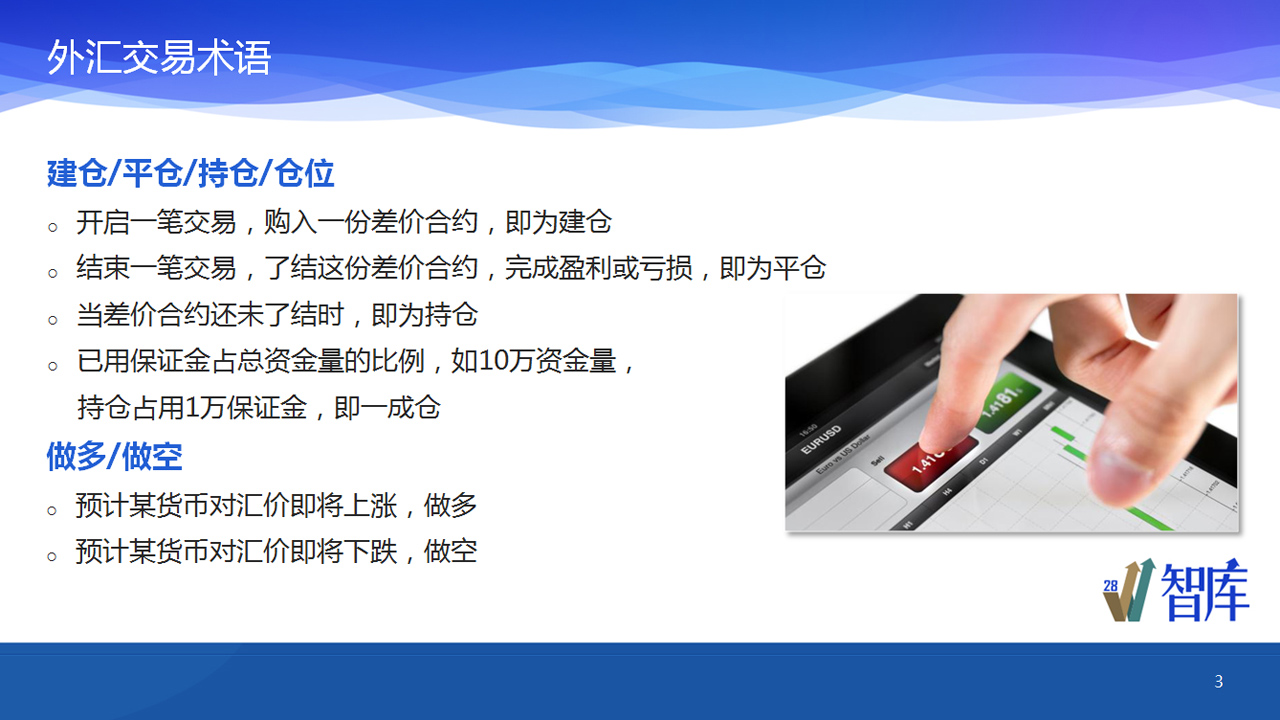 外汇交易术语
建仓/平仓/持仓/仓位
开启一笔交易，购入一份差价合约，即为建仓
结束一笔交易，了结这份差价合约，完成盈利或亏损，即为平仓
当差价合约还未了结时，即为持仓
已用保证金占总资金量的比例，如10万资金量，
持仓占用1万保证金，即一成仓
做多/做空
预计某货币对汇价即将上涨，做多
预计某货币对汇价即将下跌，做空
16:50
EURUSD
Euro vs US Dollar
Sell
1.41
1.4181
H1
H4
D1
W1
28
智库
3